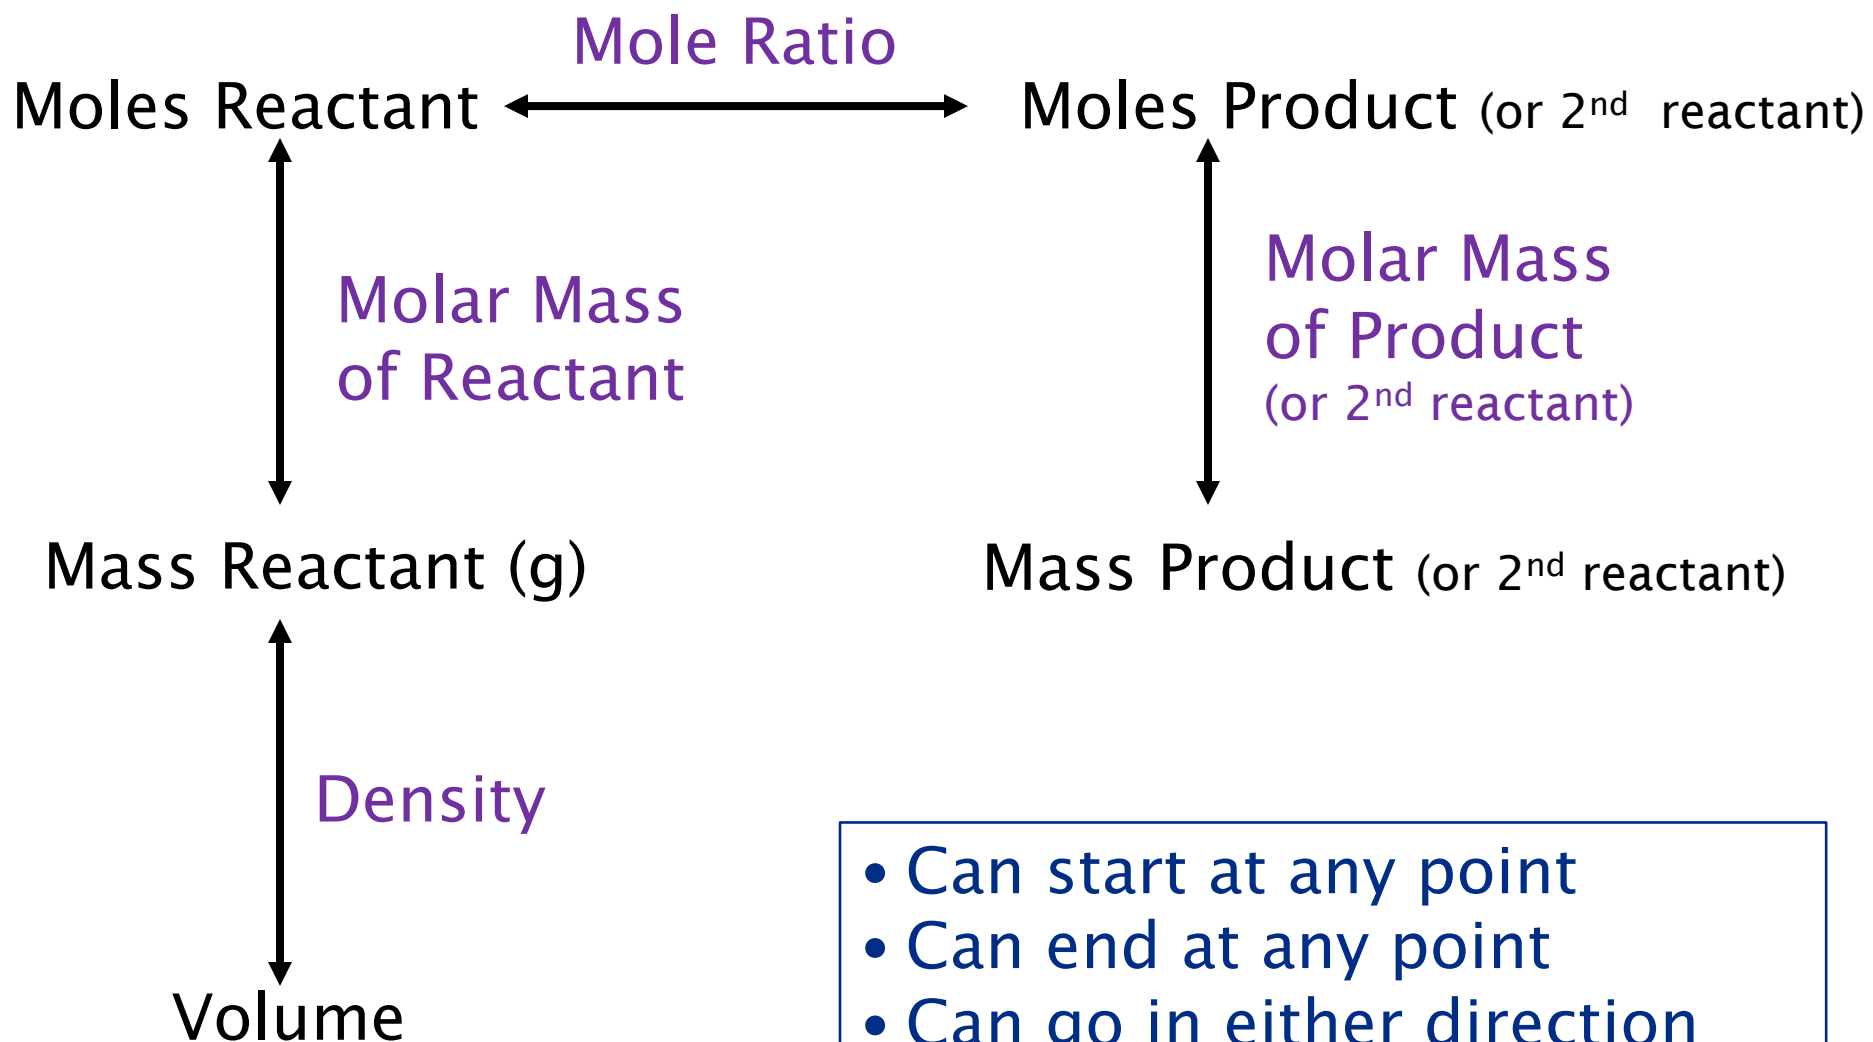 Mole Ratio
Moles Reactant
Moles Product (or 2nd reactant)
Molar Mass
of Reactant
Molar Mass
of Product
(or 2nd reactant)
Mass Reactant (g)
Mass Product (or 2nd reactant)
Density
Volume
• Can start at any point
• Can end at any point
• Can go in either direction